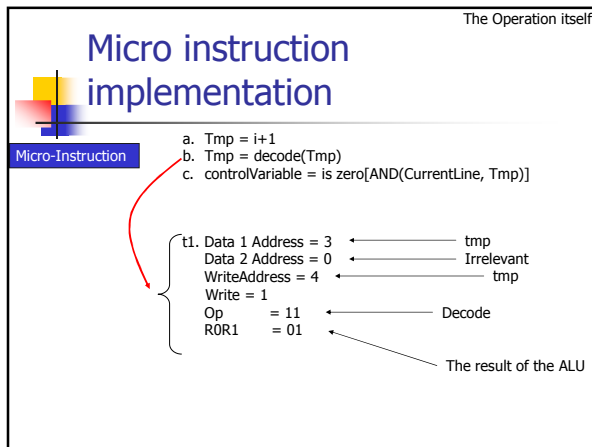 The Operation itself
Micro instruction
implementation
Micro-Instruction
a. Tmp = i+1
b. Tmp = decode(Tmp)
c. controlVariable = is zero[AND(CurrentLine, Tmp)]
t1. Data 1 Address = 3 tmp
Data 2 Address = 0 Irrelevant
WriteAddress = 4 tmp
Write = 1
Op = 11 Decode
R0R1 = 01
The result of the ALU